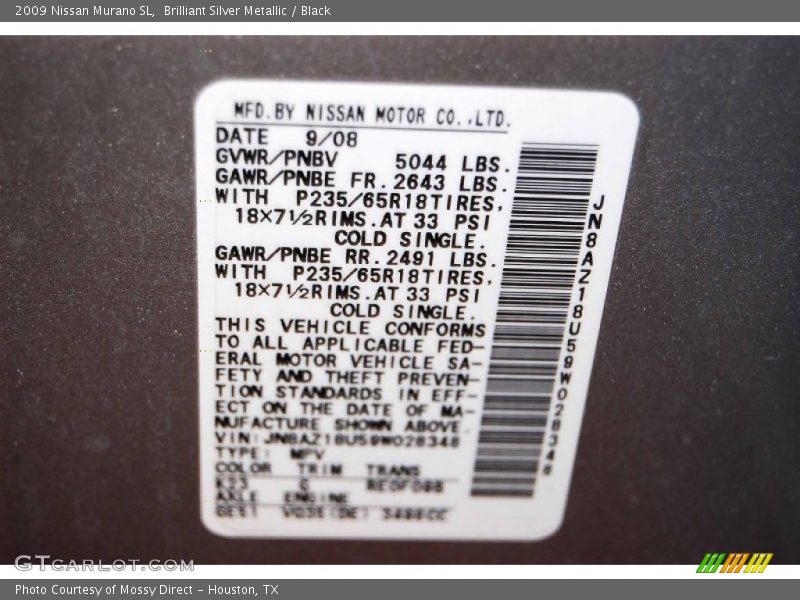 2009 Nissan Murano SL, Brilliant Silver Metallic / Black
MFD.BY NISSAN MOTOR CO.,LTD.
DATE 9/08
GVWR/PNBV 5044 LBS.
GAWR/PNBE FR.2643 LBS.
WITH P235/65R18TIRES,
18×7½RIMS.AT 33 PSI
COLD SINGLE.
GAWR/PNBE RR.2491 LBS.
WITH P235/65R18TIRES,
18×7½RIMS.AT 33 PSI
COLD SINGLE.
THIS VEHICLE CONFORMS
TO ALL APPLICABLE FED-
ERAL MOTOR VEHICLE SA-
FETY AND THEFT PREVEN-
TION STANDARDS IN EFF-
ECT ON THE DATE OF MA-
NUFACTURE SHOWN ABOVE.
VIN:JN8AZ18U59W028348
TYPE: MPV
COLOR TRIM TRANS
K23 G RE0F09B
AXLE ENGINE
VQ35(DE) 3498CC
JN8AZ18U59W028348
GTCARLOT.COM
Photo Courtesy of Mossy Direct – Houston, TX